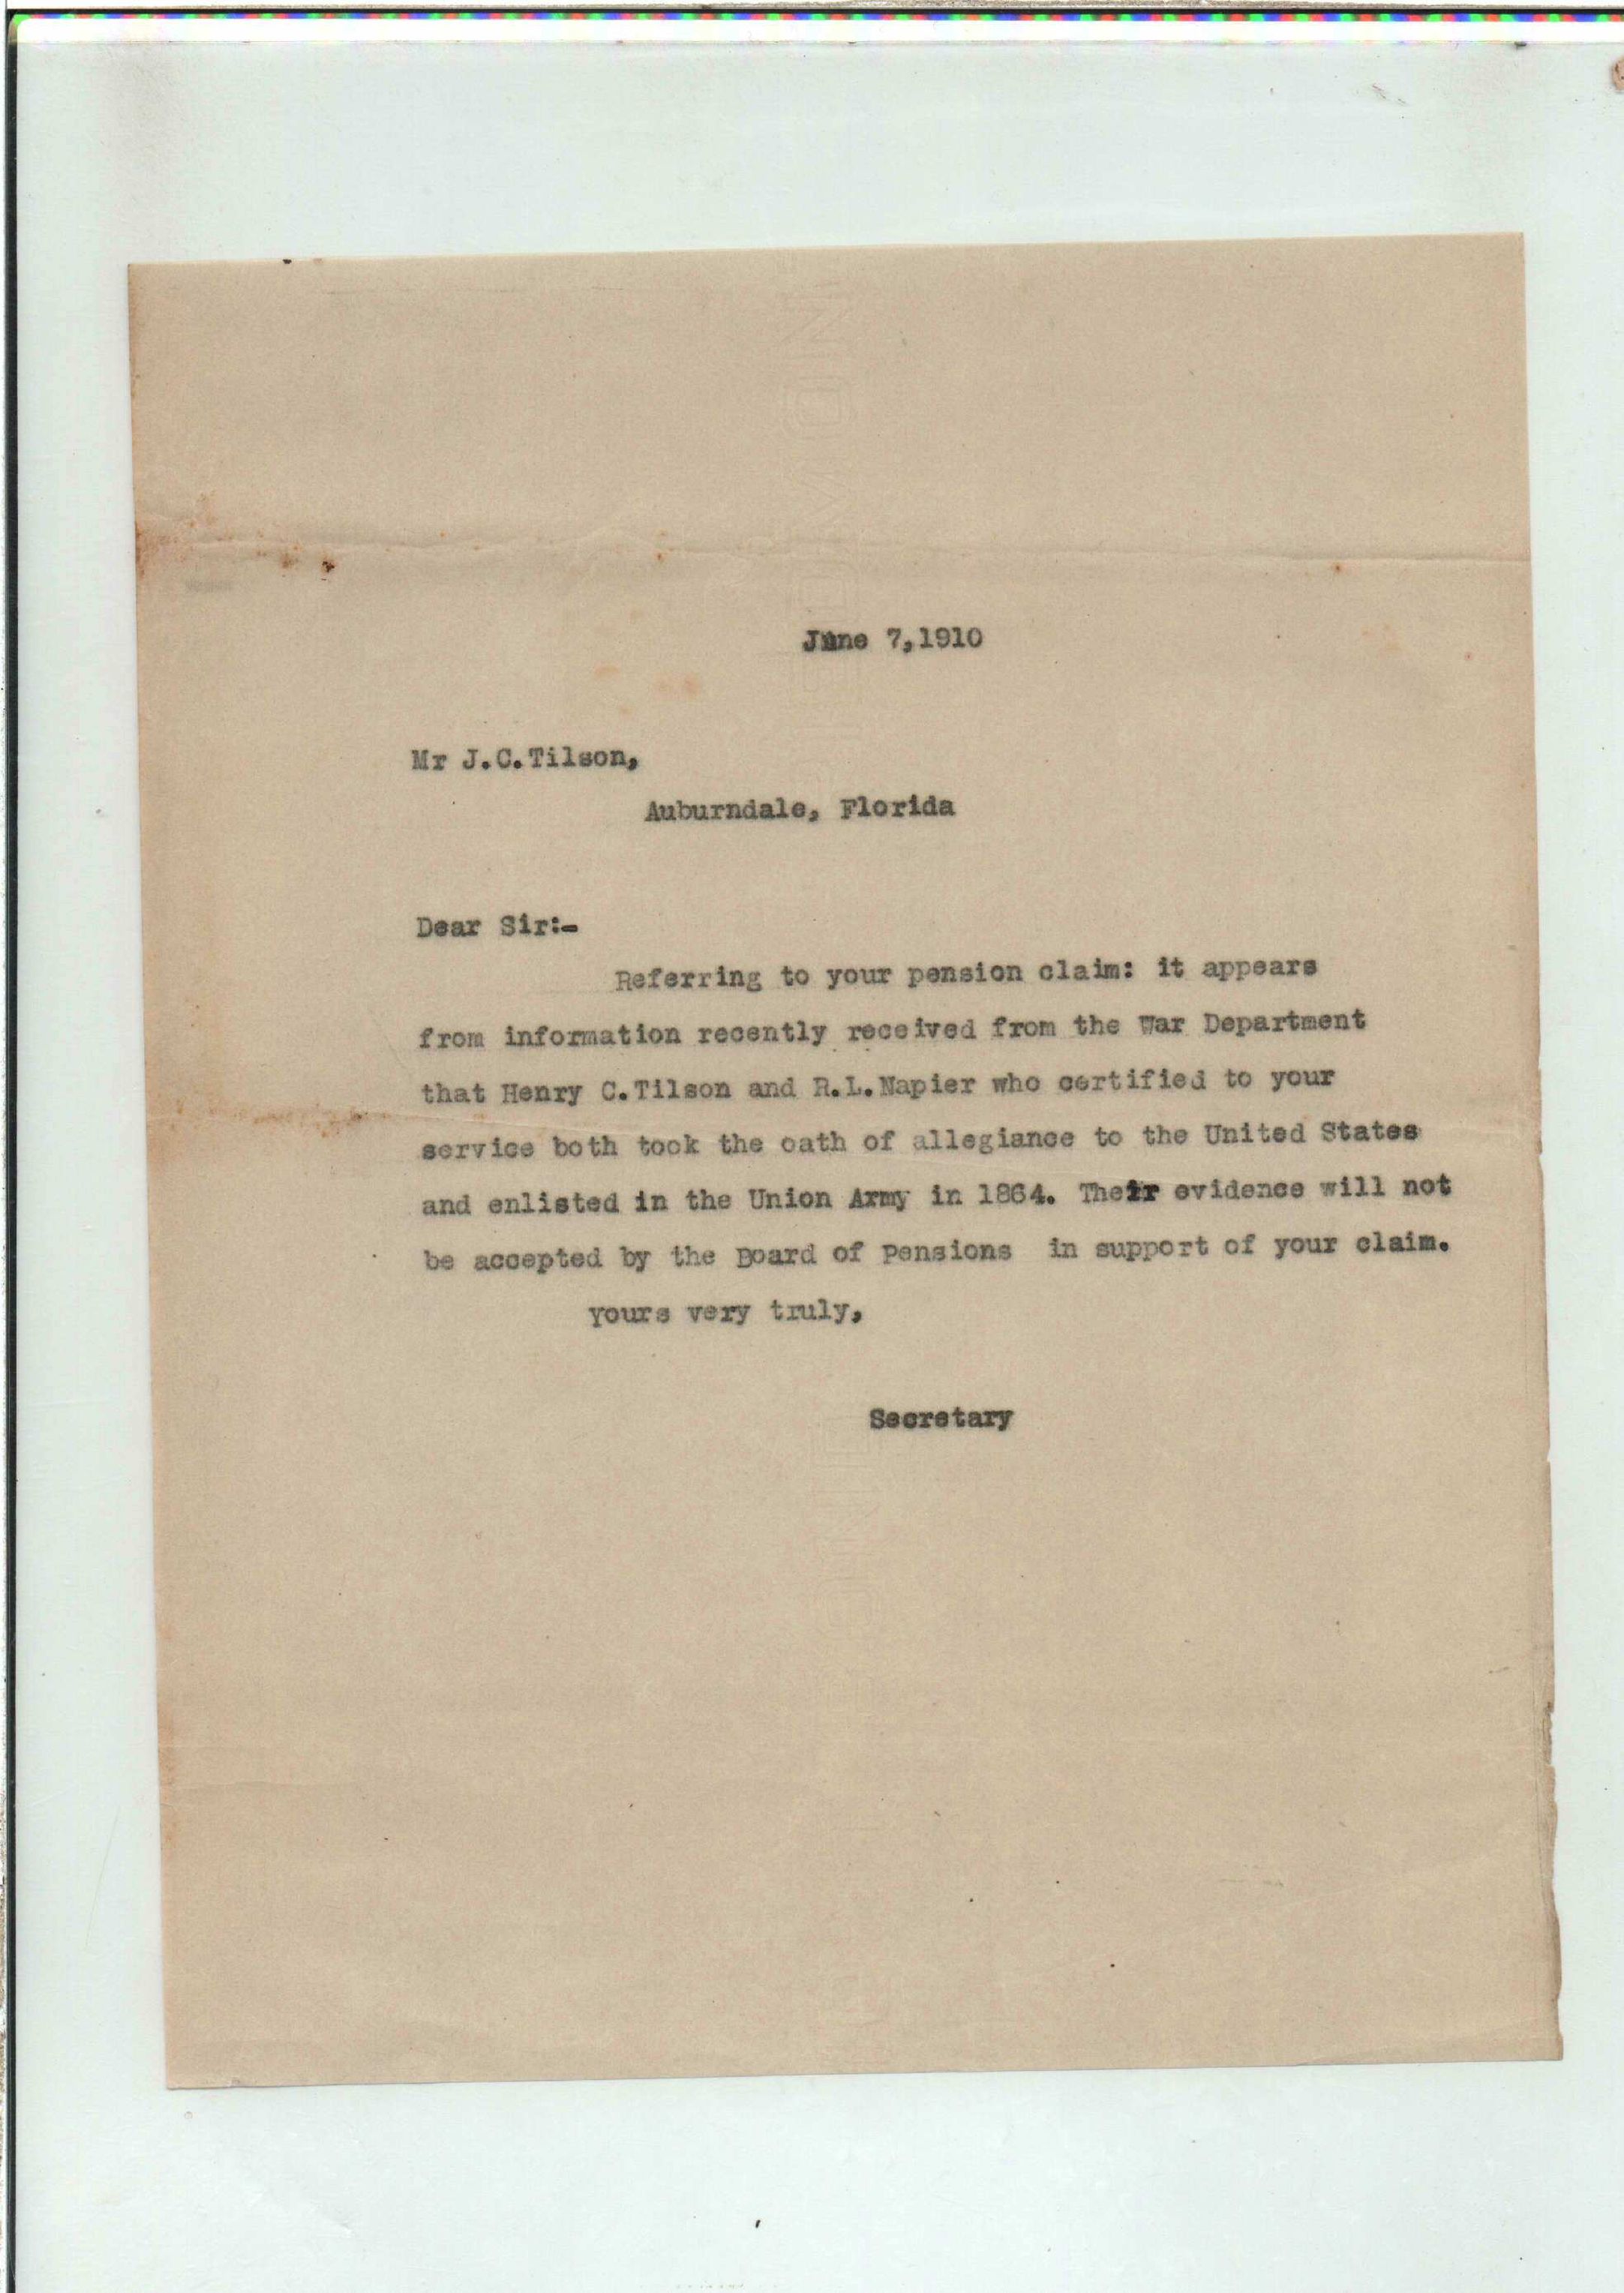 June 7,1910
Mr J.C.Tilson,
Auburndale, Florida
Dear Sir:-
Referring to your pension claim: it appears
from information recently received from the War Department
that Henry C.Tilson and R.L.Napier who certified to your
service both took the oath of allegiance to the United States
and enlisted in the Union Army in 1864. Their evidence will not
be accepted by the Board of Pensions in support of your claim.
Yours very truly,
Secretary